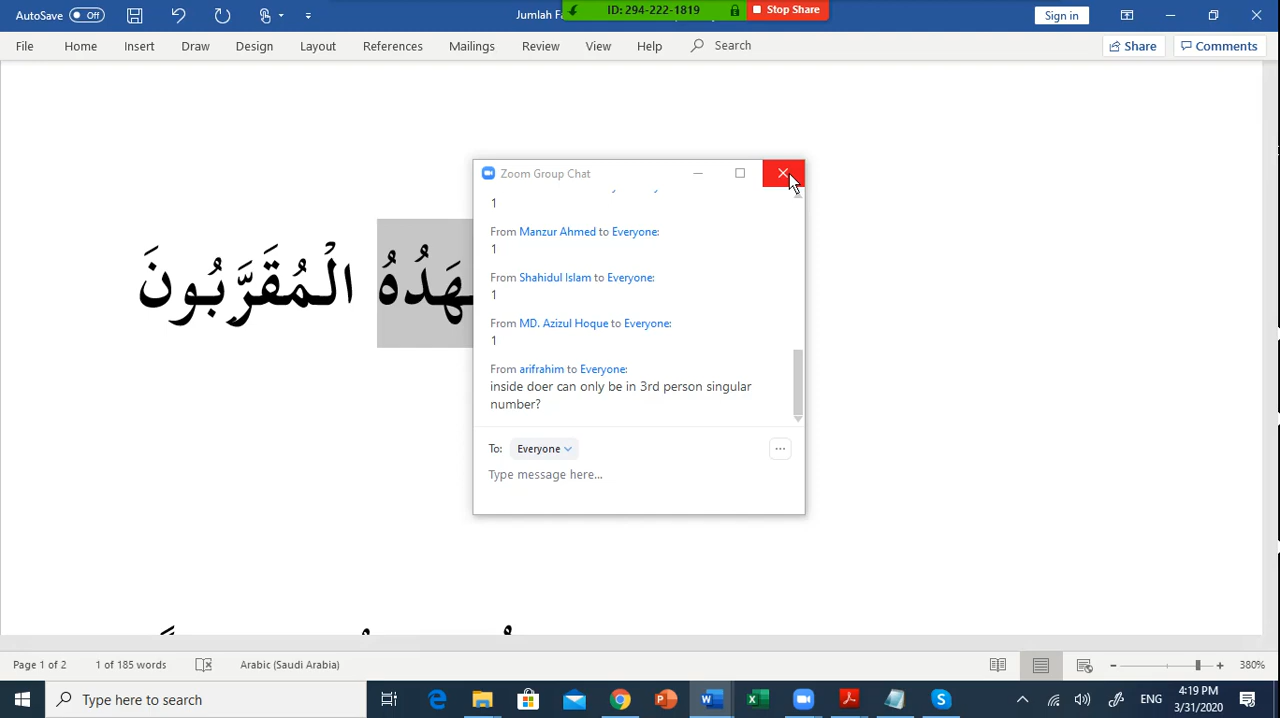 AutoSave Off
Jumlah Fa
ID: 294-222-1819
Stop Share
Sign in
File Home Insert Draw Design Layout References Mailings Review View Help Search Share Comments
الْمُقَرَّبُونَ
Zoom Group Chat
1
From Manzur Ahmed to Everyone:
1
From Shahidul Islam to Everyone:
1
From MD. Azizul Hoque to Everyone:
1
From arifrahim to Everyone:
inside doer can only be in 3rd person singular
number?
To: Everyone
Type message here...
Page 1 of 2 1 of 185 words Arabic (Saudi Arabia) 380%
Type here to search
ENG
4:19 PM
3/31/2020